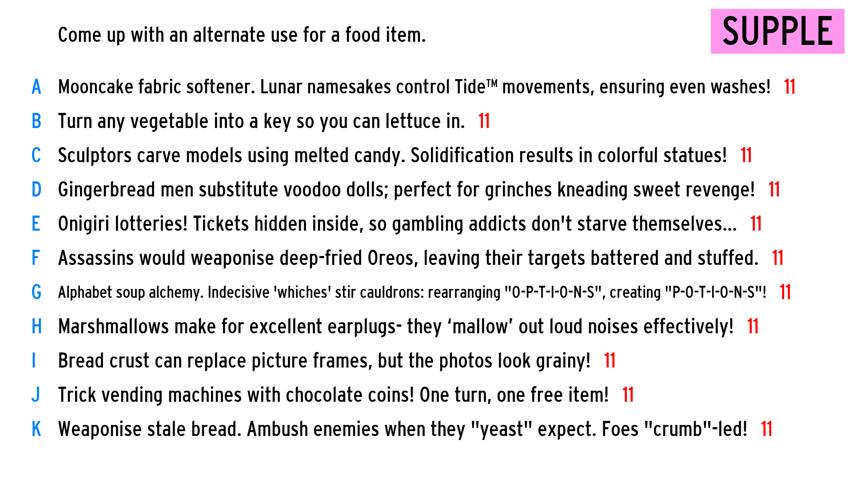 Come up with an alternate use for a food item. SUPPLE
A Mooncake fabric softener. Lunar namesakes control Tide™ movements, ensuring even washes! 11
B Turn any vegetable into a key so you can lettuce in. 11
C Sculptors carve models using melted candy. Solidification results in colorful statues! 11
D Gingerbread men substitute voodoo dolls; perfect for grinches kneading sweet revenge! 11
E Onigiri lotteries! Tickets hidden inside, so gambling addicts don't starve themselves... 11
F Assassins would weaponise deep-fried Oreos, leaving their targets battered and stuffed. 11
G Alphabet soup alchemy. Indecisive 'whiches' stir cauldrons: rearranging "O-P-T-I-O-N-S", creating "P-O-T-I-O-N-S"! 11
H Marshmallows make for excellent earplugs- they ‘mallow’ out loud noises effectively! 11
I Bread crust can replace picture frames, but the photos look grainy! 11
J Trick vending machines with chocolate coins! One turn, one free item! 11
K Weaponise stale bread. Ambush enemies when they "yeast" expect. Foes "crumb"-led! 11